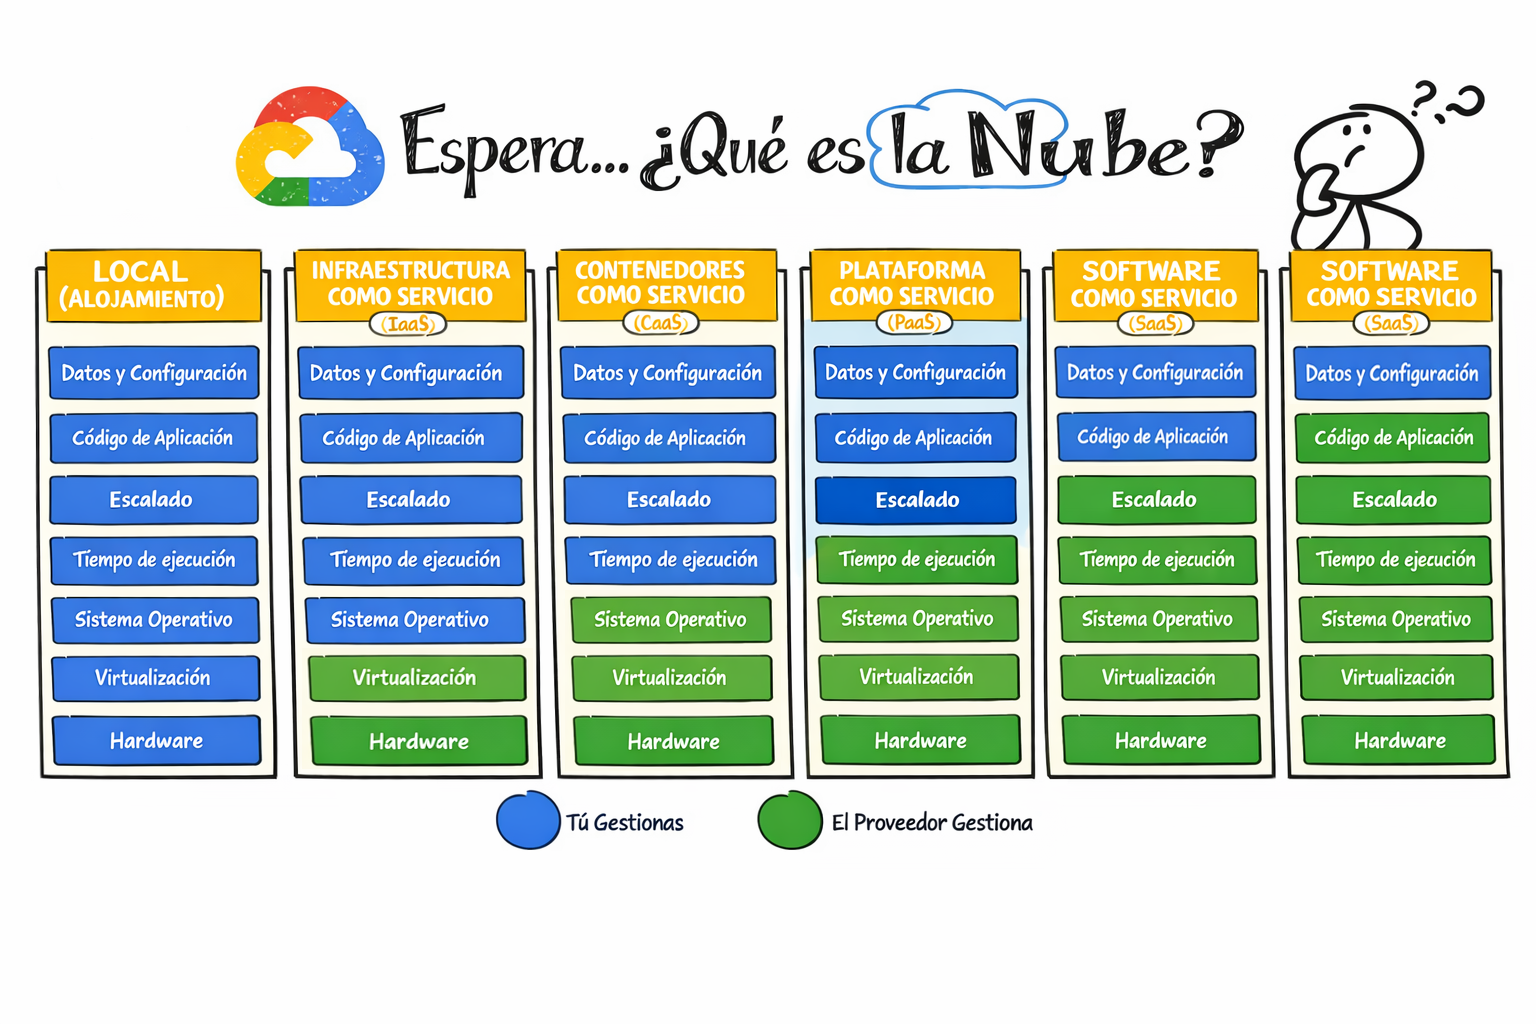 Espera... ¿Qué es la Nube?
??
LOCAL
(ALOJAMIENTO)
Datos y Configuración
Código de Aplicación
Escalado
Tiempo de ejecución
Sistema Operativo
Virtualización
Hardware
INFRAESTRUCTURA
COMO SERVICIO
(IaaS)
Datos y Configuración
Código de Aplicación
Escalado
Tiempo de ejecución
Sistema Operativo
Virtualización
Hardware
CONTENEDORES
COMO SERVICIO
(CaaS)
Datos y Configuración
Código de Aplicación
Escalado
Tiempo de ejecución
Sistema Operativo
Virtualización
Hardware
PLATAFORMA
COMO SERVICIO
(PaaS)
Datos y Configuración
Código de Aplicación
Escalado
Tiempo de ejecución
Sistema Operativo
Virtualización
Hardware
SOFTWARE
COMO SERVICIO
(SaaS)
Datos y Configuración
Código de Aplicación
Escalado
Tiempo de ejecución
Sistema Operativo
Virtualización
Hardware
SOFTWARE
COMO SERVICIO
(SaaS)
Datos y Configuración
Código de Aplicación
Escalado
Tiempo de ejecución
Sistema Operativo
Virtualización
Hardware
Tú Gestionas
El Proveedor Gestiona